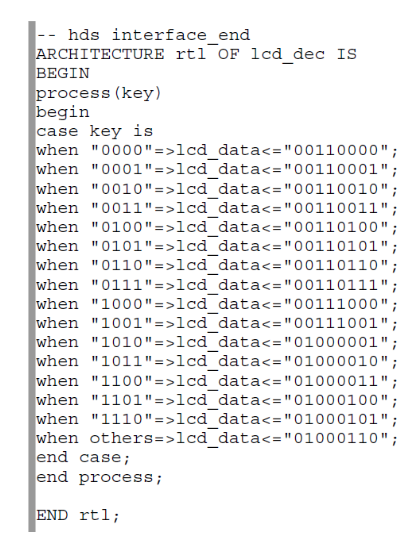 -- hds interface_end
ARCHITECTURE rtl OF lcd_dec IS
BEGIN
process(key)
begin
case key is
when "0000"=>lcd_data<="00110000";
when "0001"=>lcd_data<="00110001";
when "0010"=>lcd_data<="00110010";
when "0011"=>lcd_data<="00110011";
when "0100"=>lcd_data<="00110100";
when "0101"=>lcd_data<="00110101";
when "0110"=>lcd_data<="00110110";
when "0111"=>lcd_data<="00110111";
when "1000"=>lcd_data<="00111000";
when "1001"=>lcd_data<="00111001";
when "1010"=>lcd_data<="01000001";
when "1011"=>lcd_data<="01000010";
when "1100"=>lcd_data<="01000011";
when "1101"=>lcd_data<="01000100";
when "1110"=>lcd_data<="01000101";
when others=>lcd_data<="01000110";
end case;
end process;
END rtl;